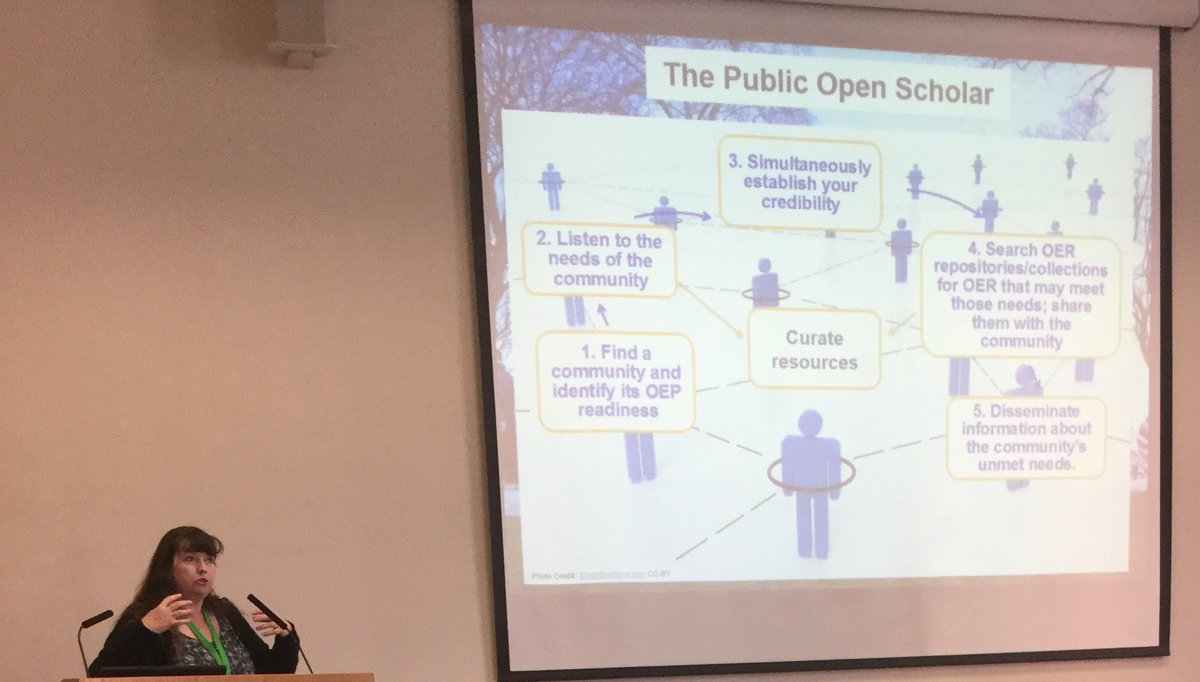 The Public Open Scholar
3. Simultaneously
establish your
credibility
2. Listen to the
needs of the
community
4. Search OER
repositories/collections
for OER that may meet
those needs; share
them with the
community
Curate
resources
1. Find a
community and
identify its OEP
readiness
5. Disseminate
information about
the community's
unmet needs.
Photo Credit: CC-BY